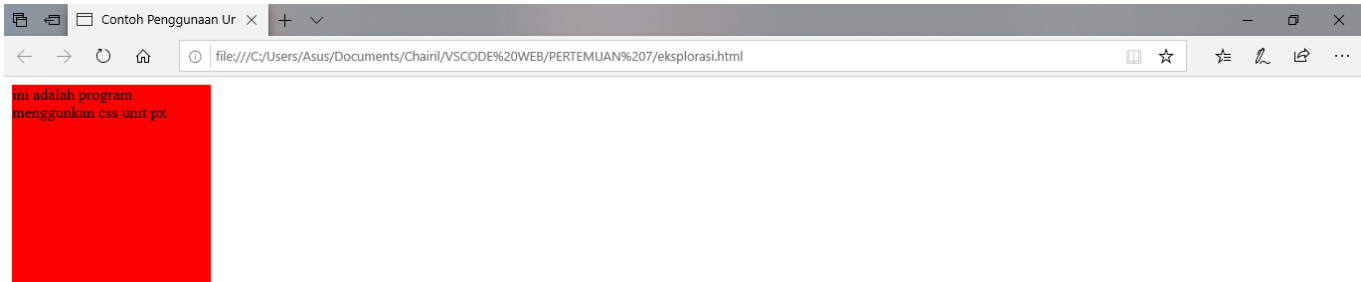 Contoh Penggunaan Ur
file:///C:/Users/Asus/Documents/Chairil/VSCODE%20WEB/PERTEMUAN%207/eksplorasi.html
ini adalah program
menggunkan css unit px